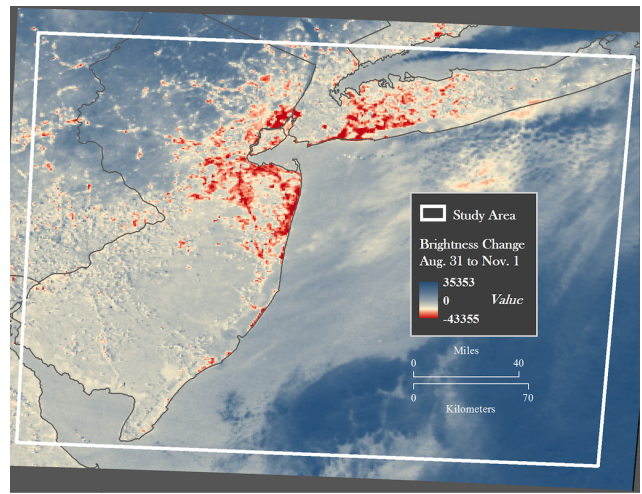 Study Area
Brightness Change
Aug. 31 to Nov. 1
35353
0 Value
-43355
Miles
0 40
0 70
Kilometers